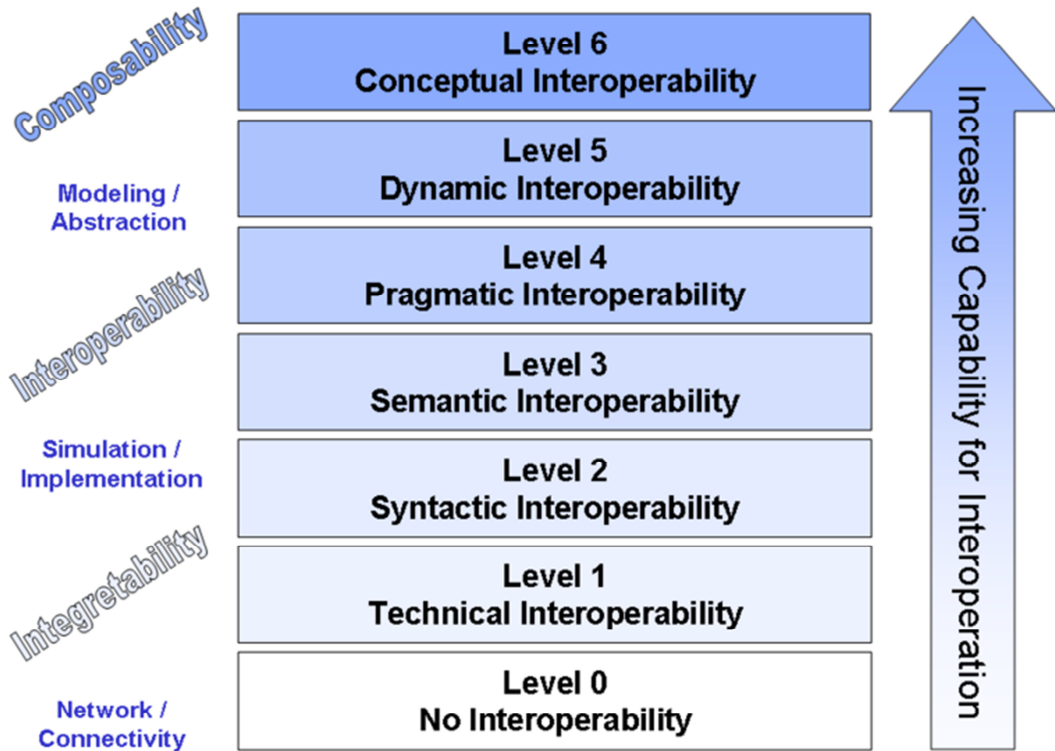 Composability
Modeling /
Abstraction
Interoperability
Simulation /
Implementation
Integretability
Network /
Connectivity
Level 6
Conceptual Interoperability
Level 5
Dynamic Interoperability
Level 4
Pragmatic Interoperability
Level 3
Semantic Interoperability
Level 2
Syntactic Interoperability
Level 1
Technical Interoperability
Level 0
No Interoperability
Increasing Capability for Interoperation